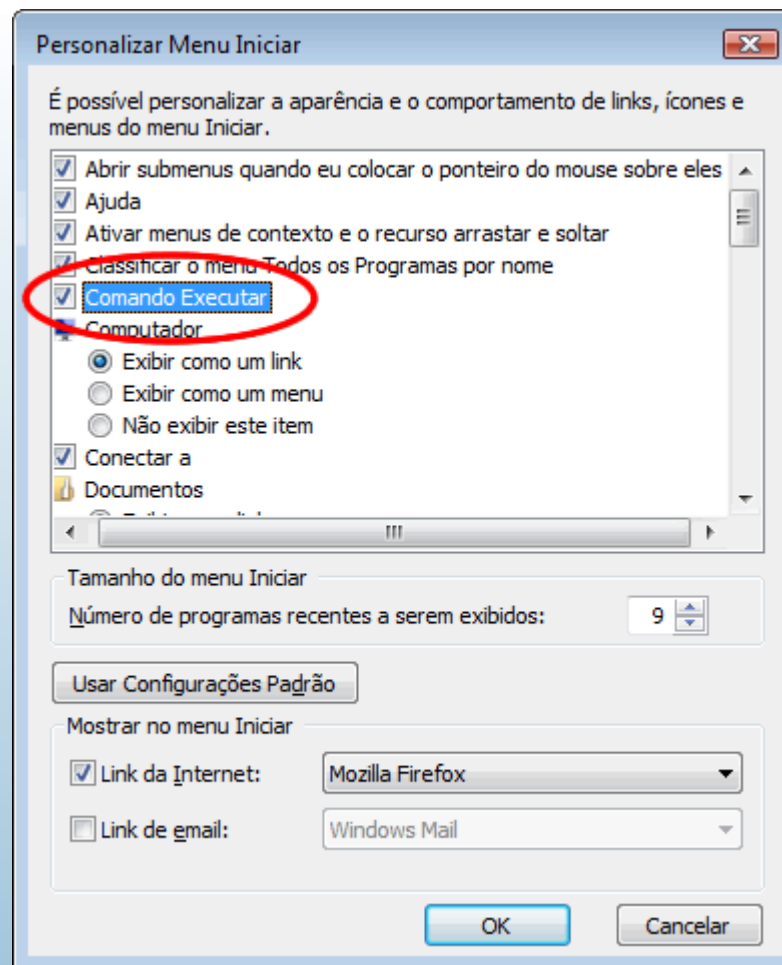 Personalizar Menu Iniciar
É possível personalizar a aparência e o comportamento de links, ícones e
menus do menu Iniciar.
Abrir submenus quando eu colocar o ponteiro do mouse sobre eles
Ajuda
Ativar menus de contexto e o recurso arrastar e soltar
Classificar o menu Todos os Programas por nome
Comando Executar
Computador
Exibir como um link
Exibir como um menu
Não exibir este item
Conectar a
Documentos
Tamanho do menu Iniciar
Número de programas recentes a serem exibidos: 9
Usar Configurações Padrão
Mostrar no menu Iniciar
Link da Internet: Mozilla Firefox
Link de email: Windows Mail
OK Cancelar